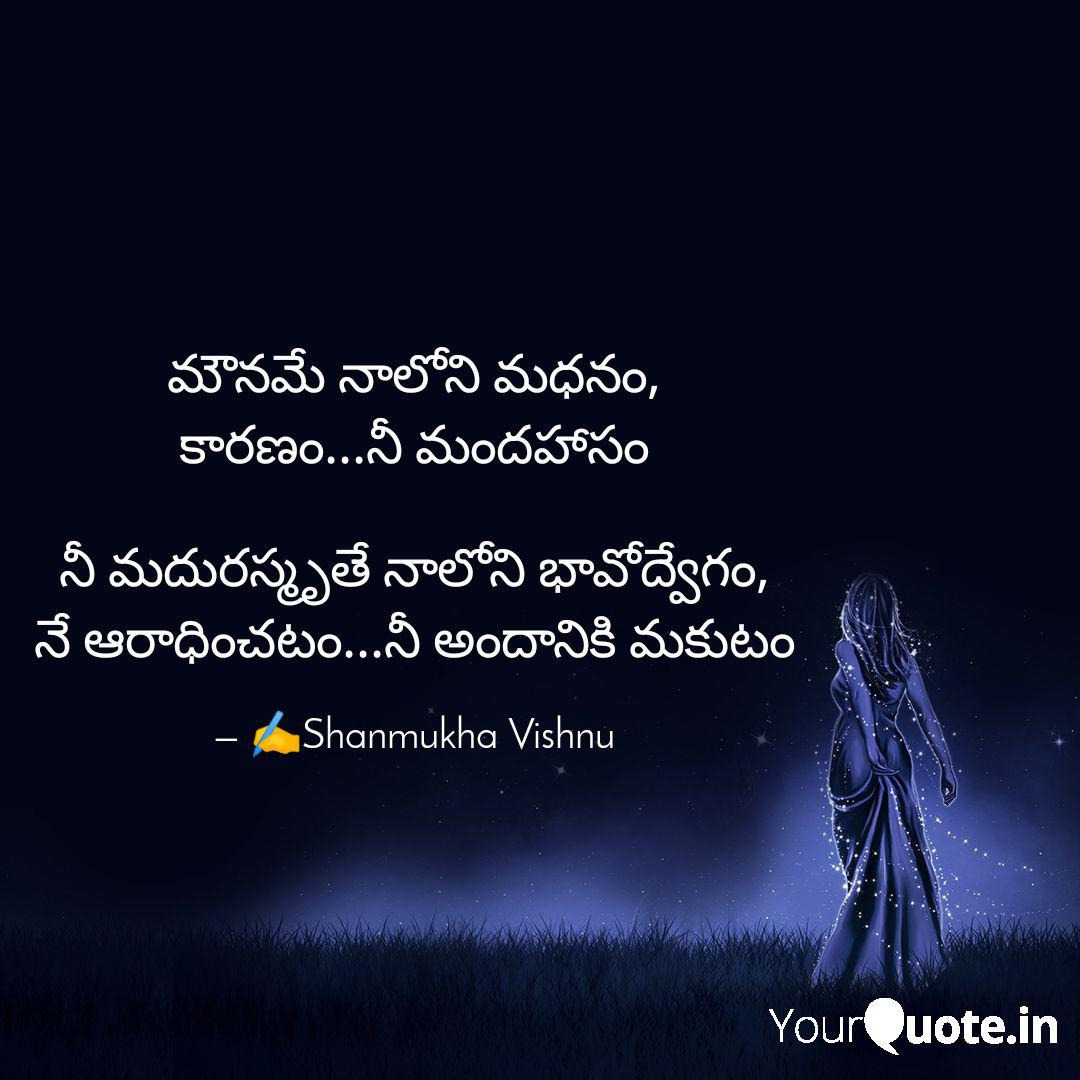 మౌనమే నాలోని మధనం,
కారణం...నీ మందహాసం
నీ మదురస్మృతే నాలోని భావోద్వేగం,
నే ఆరాధించటం...నీ అందానికి మకుటం
– ✍️Shanmukha Vishnu
YourQuote.in